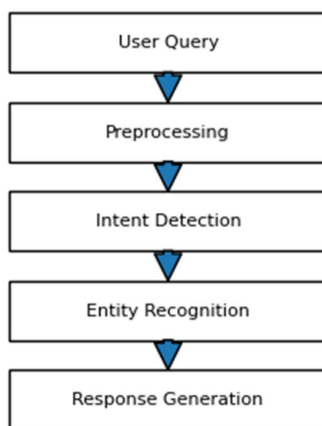 User Query
Preprocessing
Intent Detection
Entity Recognition
Response Generation